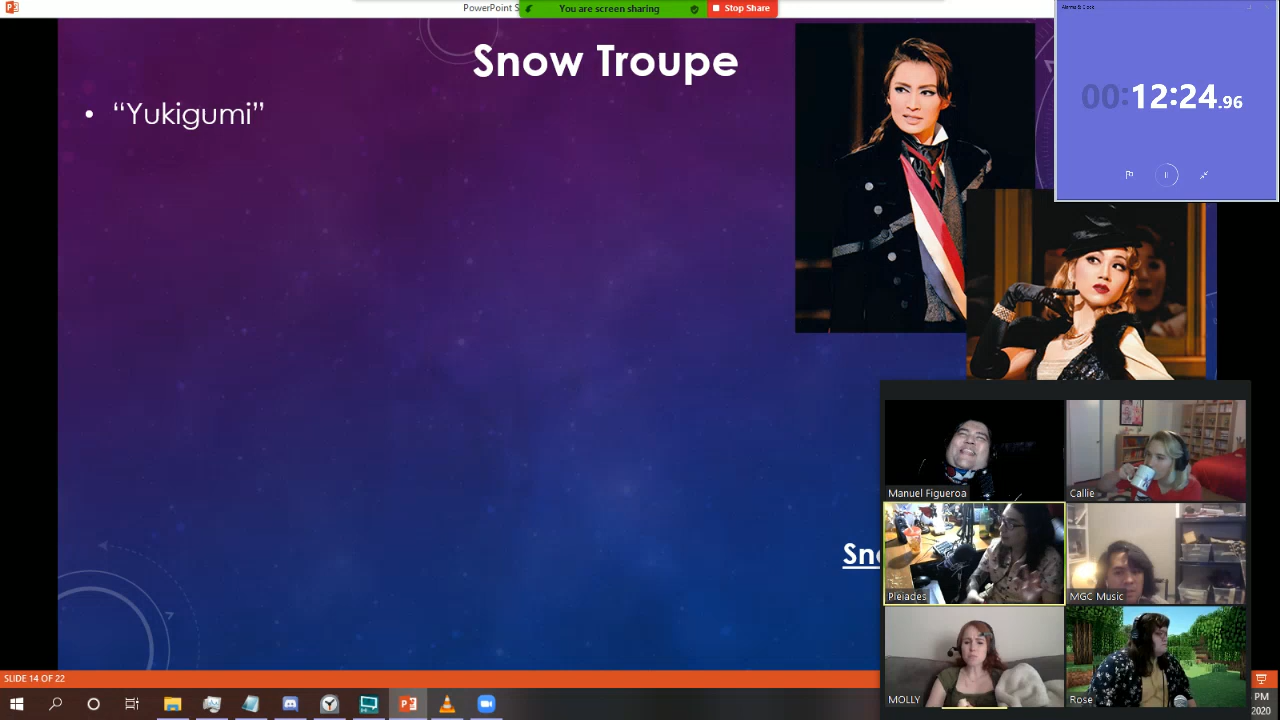 PowerPoint S
You are screen sharing
Stop Share
Snow Troupe
• “Yukigumi”
00:12:24.96
Manuel Figueroa
Callie
Pleiades
MGC Music
MOLLY
Rose
SLIDE 14 OF 22
PM
2020